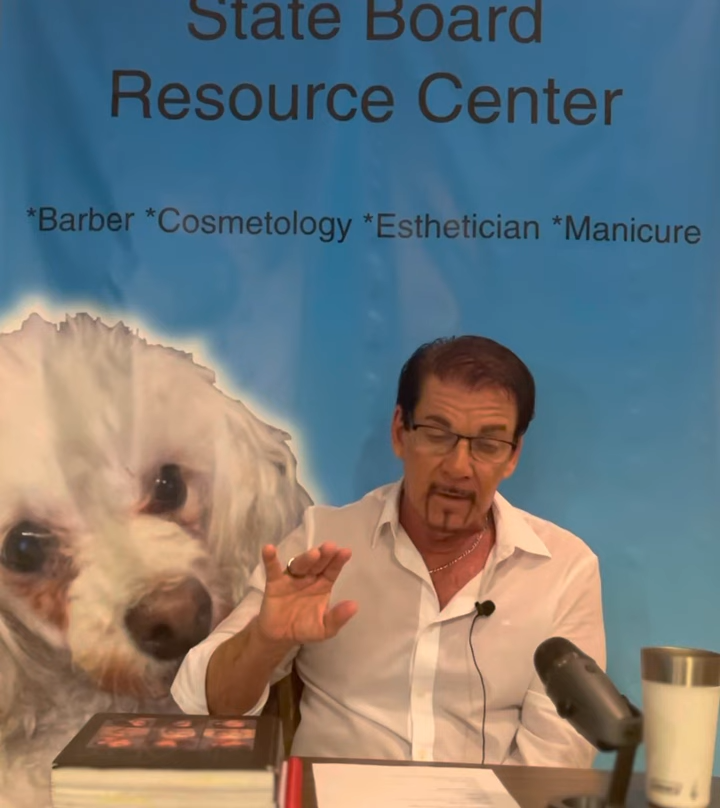 State Board
Resource Center
*Barber *Cosmetology *Esthetician *Manicure